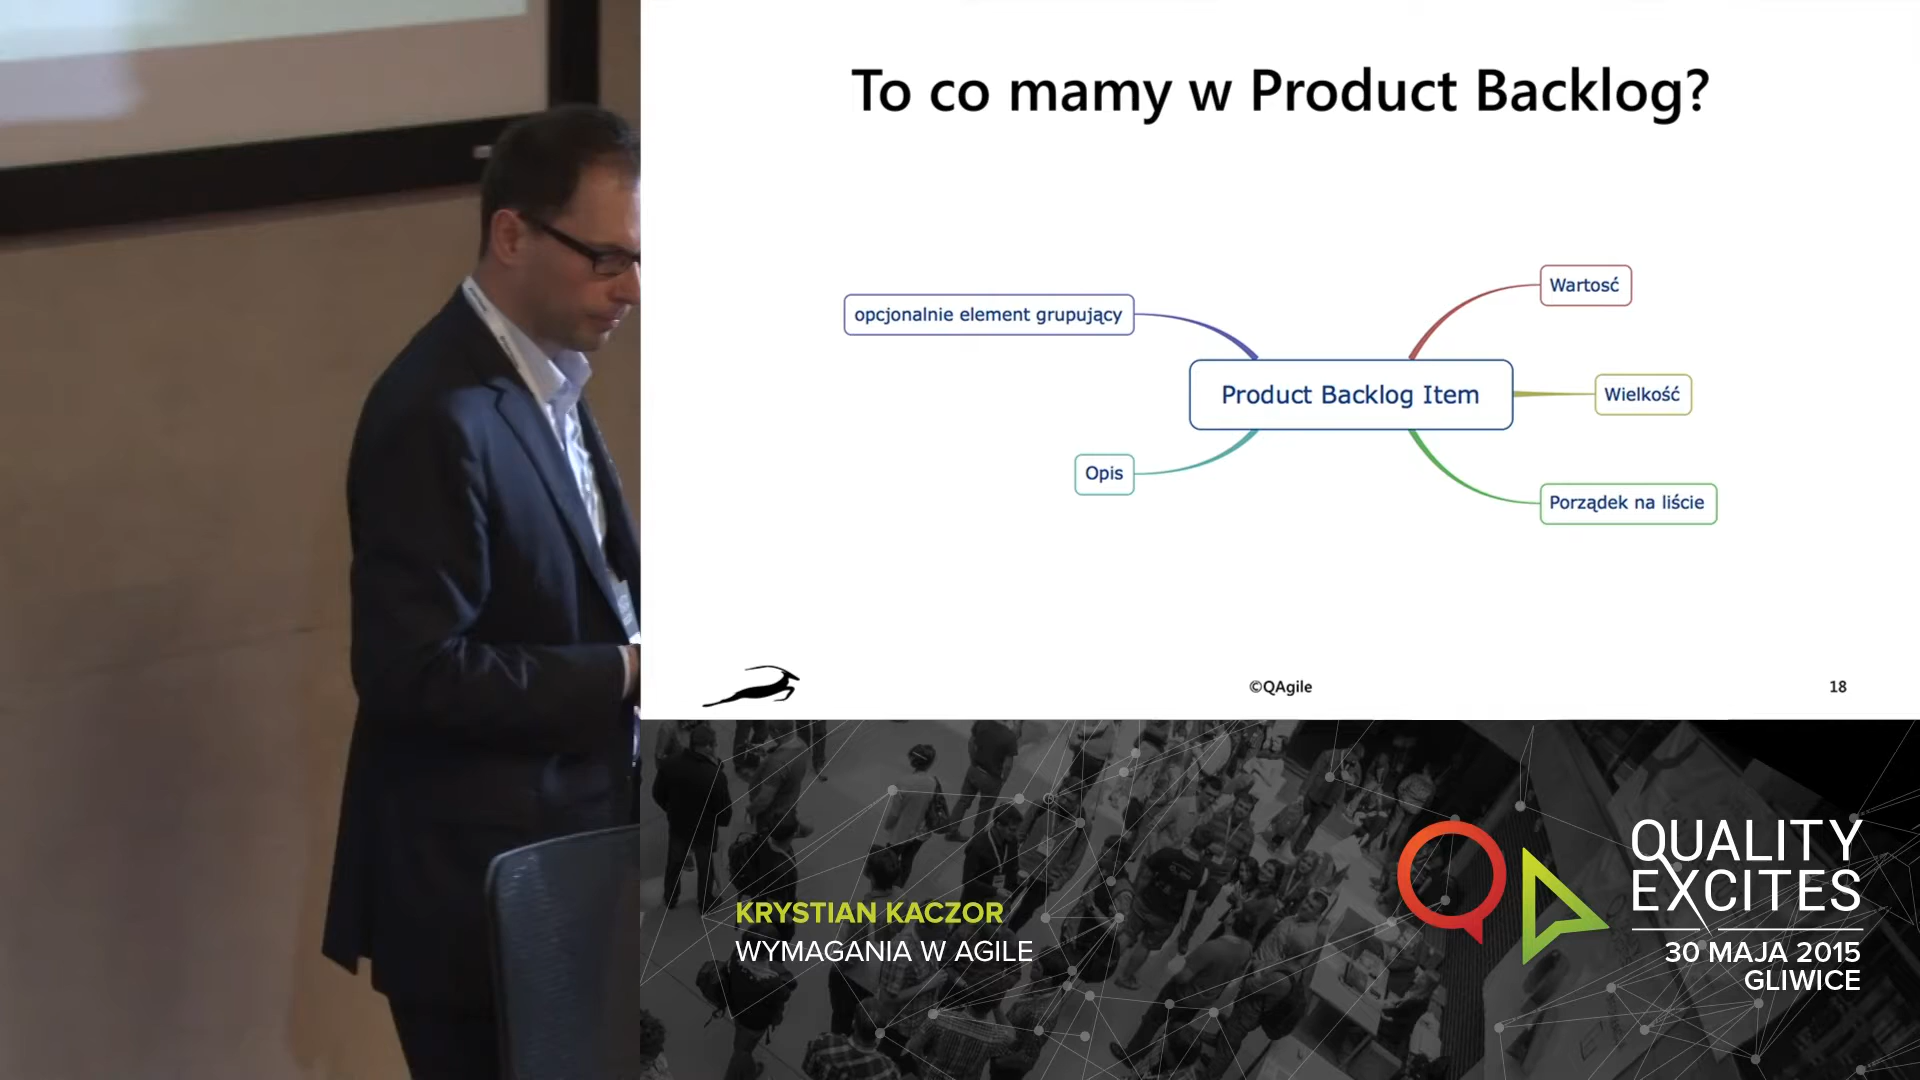 To co mamy w Product Backlog?
opcjonalnie element grupujący
Wartosć
Product Backlog Item
Wielkość
Opis
Porządek na liście
©QAgile
18
KRYSTIAN KACZOR
WYMAGANIA W AGILE
QUALITY
EXCITES
30 MAJA 2015
GLIWICE